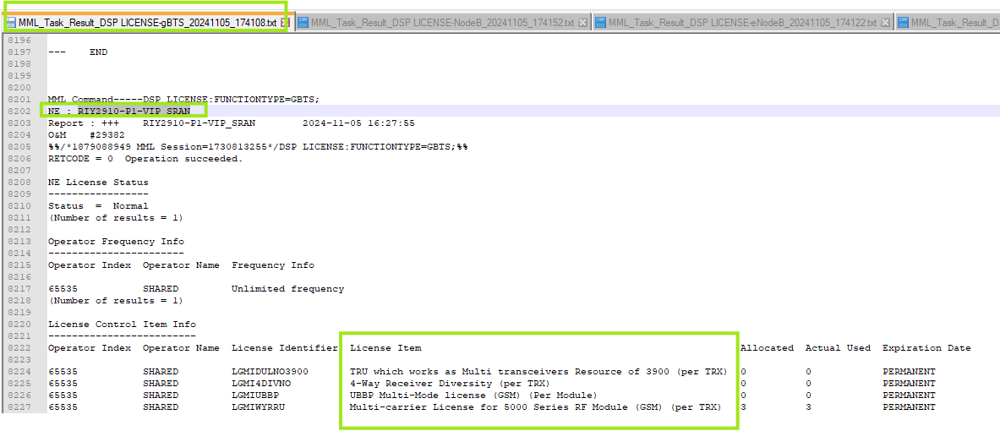 MML_Task_Result_DSP LICENSE-gBTS_20241105_174108.txt MML_Task_Result_DSP LICENSE-NodeB_20241105_174152.txt MML_Task_Result_DSP LICENSE-eNodeB_20241105_174122.txt MML_Task_Result_D
8196
8197 --- END
8198
8199
8200
8201 MML Command-----DSP LICENSE:FUNCTIONTYPE=GBTS;
8202 NE : RIY2910-P1-VIP_SRAN
8203 Report : +++ RIY2910-P1-VIP_SRAN 2024-11-05 16:27:55
8204 O&M #29382
8205 %%/*1879088949 MML Session=1730813255*/DSP LICENSE:FUNCTIONTYPE=GBTS;%%
8206 RETCODE = 0 Operation succeeded.
8207
8208 NE License Status
8209 -----------------
8210 Status = Normal
8211 (Number of results = 1)
8212
8213 Operator Frequency Info
8214 -----------------------
8215 Operator Index Operator Name Frequency Info
8216
8217 65535 SHARED Unlimited frequency
8218 (Number of results = 1)
8219
8220 License Control Item Info
8221 -------------------------
8222 Operator Index Operator Name License Identifier License Item Allocated Actual Used Expiration Date
8223
8224 65535 SHARED LGMIDULNO3900 TRU which works as Multi transceivers Resource of 3900 (per TRX) 0 0 PERMANENT
8225 65535 SHARED LGMI4DIVNO 4-Way Receiver Diversity (per TRX) 0 0 PERMANENT
8226 65535 SHARED LGMIUBBP UBBP Multi-Mode license (GSM) (Per Module) 0 0 PERMANENT
8227 65535 SHARED LGMIWYRRU Multi-carrier License for 5000 Series RF Module (GSM) (per TRX) 3 3 PERMANENT